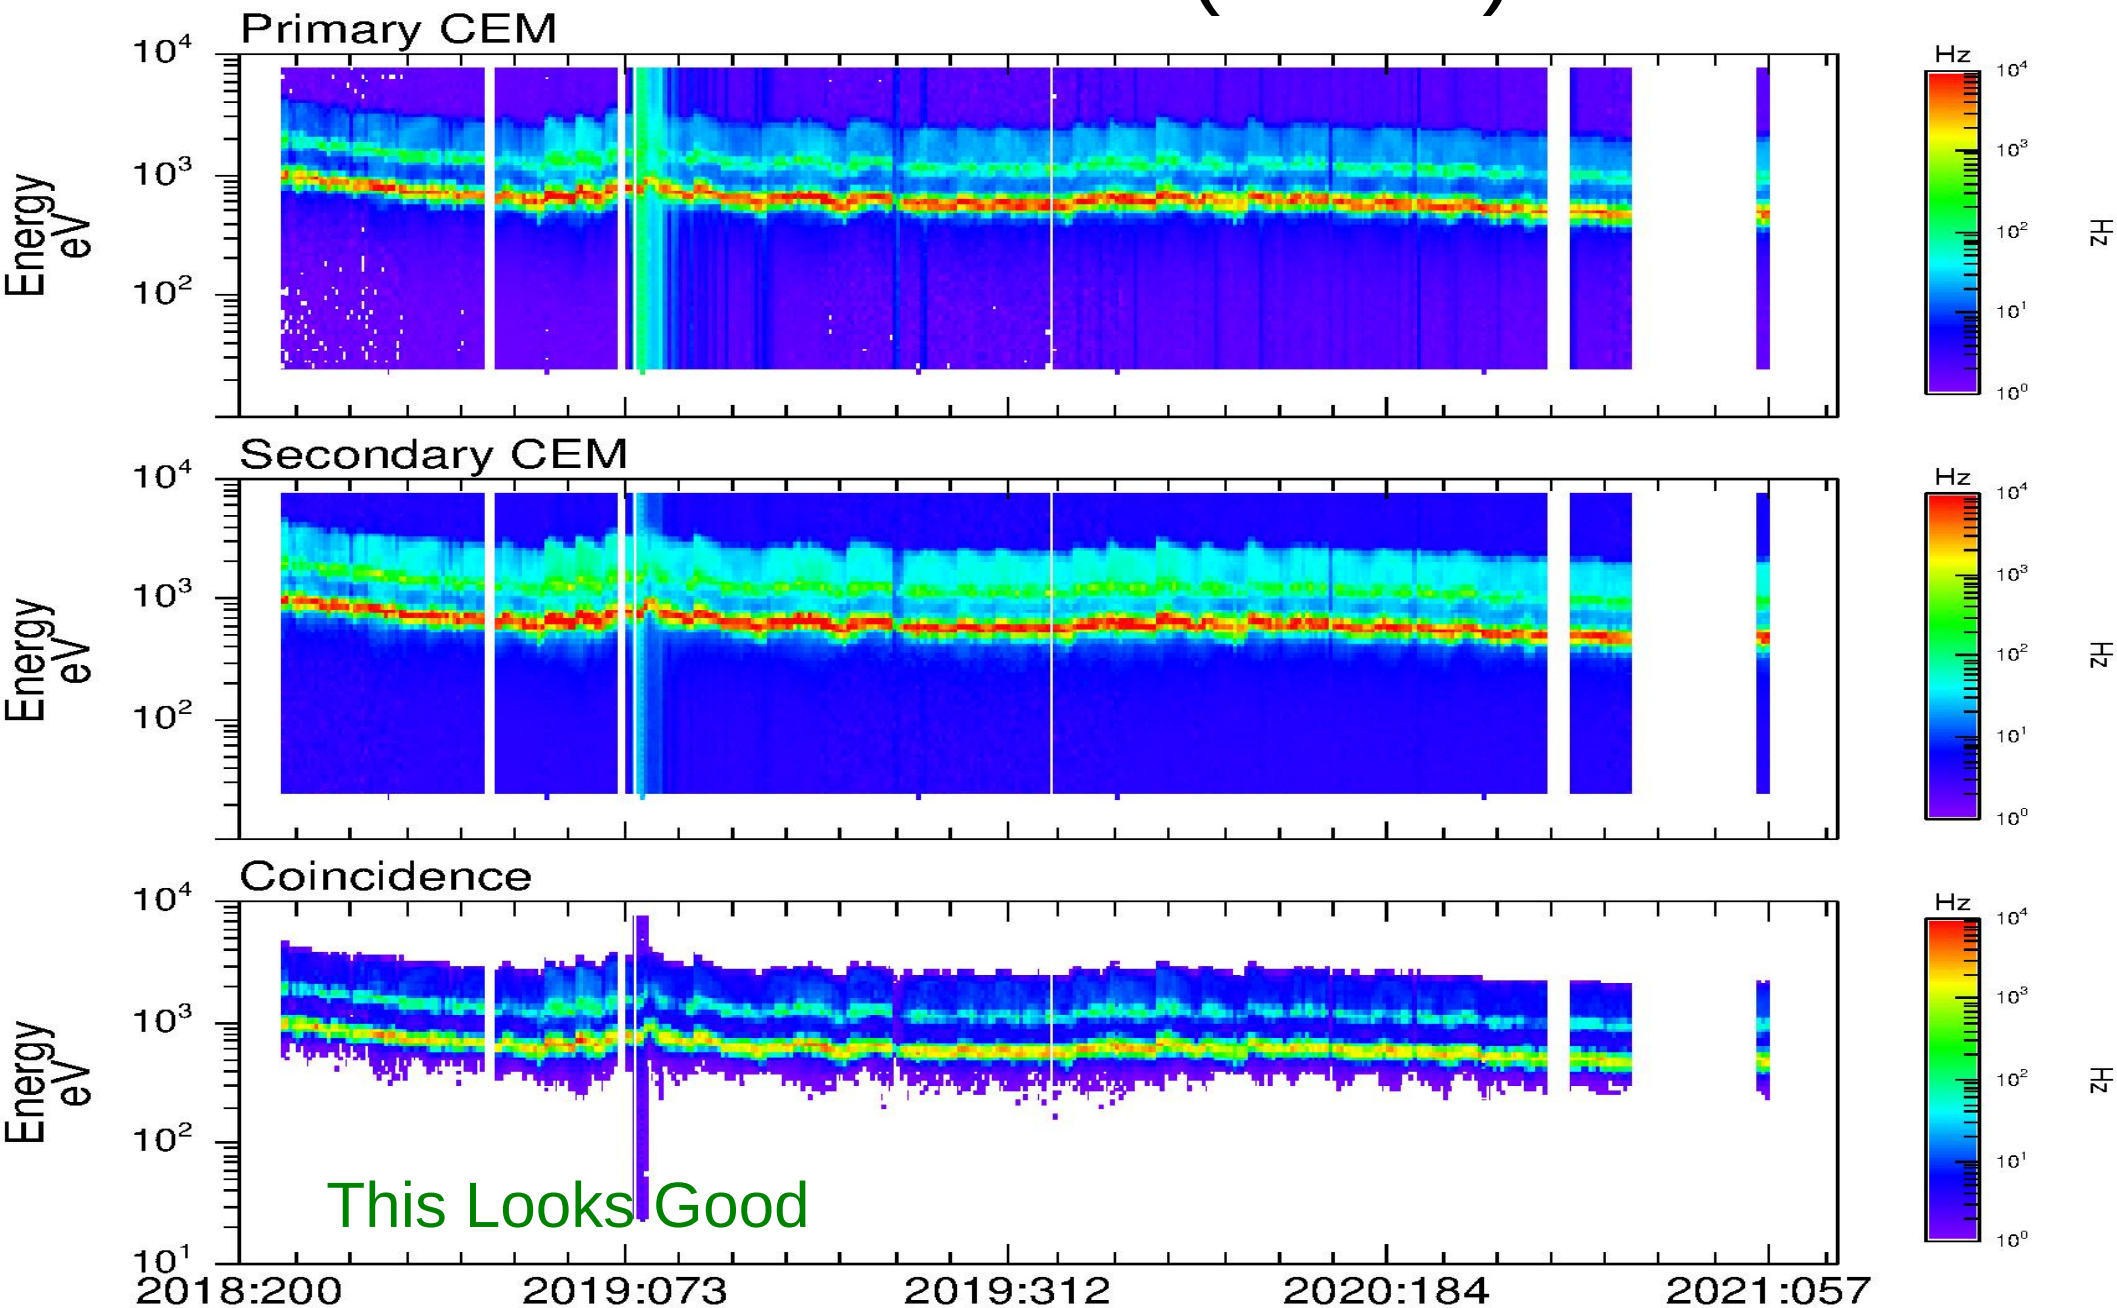 Primary CEM
10⁴
10³
10²
Energy
eV
Hz
10⁴
10³
10²
10¹
10⁰
Hz
Secondary CEM
10⁴
10³
10²
Energy
eV
Hz
10⁴
10³
10²
10¹
10⁰
Hz
Coincidence
10⁴
10³
10²
10¹
Energy
eV
Hz
10⁴
10³
10²
10¹
10⁰
Hz
This Looks Good
2018:200 2019:073 2019:312 2020:184 2021:057